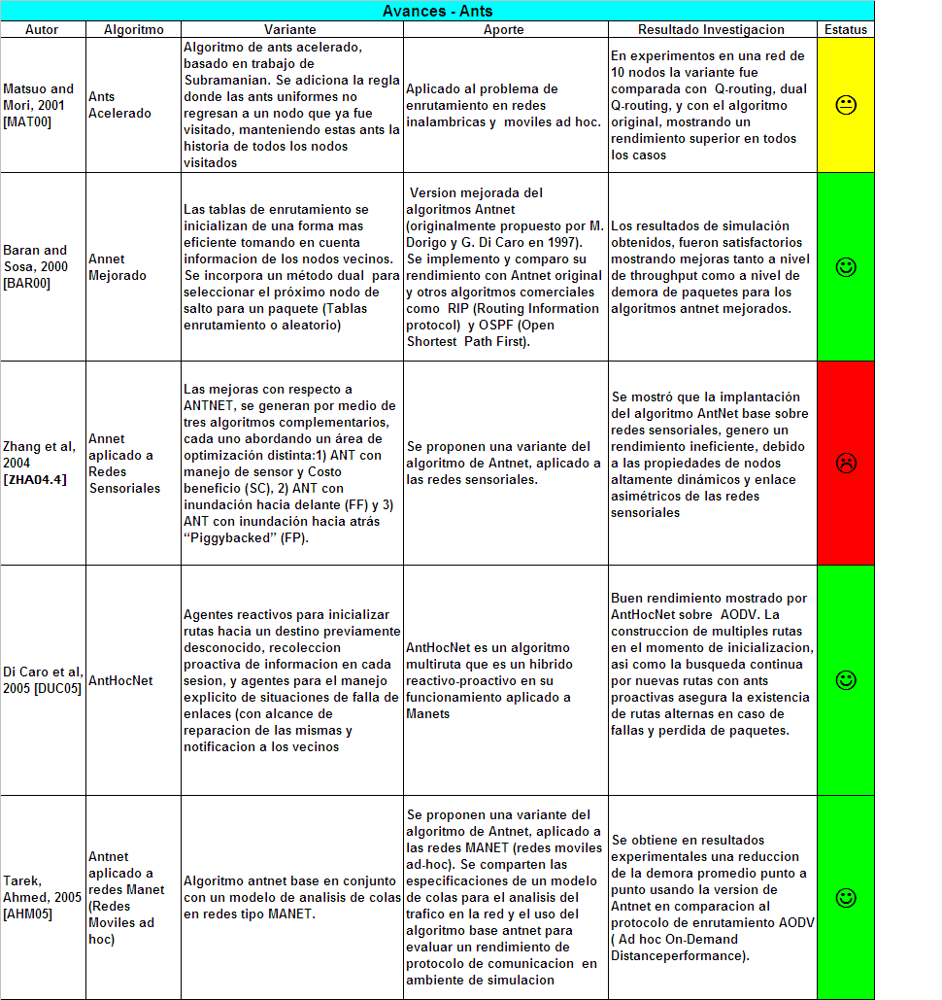 Avances - Ants
Autor
Algoritmo
Variante
Aporte
Resultado Investigacion
Estatus
Matsuo and
Mori, 2001
[MAT00]
Ants
Acelerado
Algoritmo de ants acelerado,
basado en trabajo de
Subramanian. Se adiciona la regla
donde las ants uniformes no
regresan a un nodo que ya fue
visitado, manteniendo estas ants la
historia de todos los nodos
visitados
Aplicado al problema de
enrutamiento en redes
inalambricas y moviles ad hoc.
En experimentos en una red de
10 nodos la variante fue
comparada con Q-routing, dual
Q-routing, y con el algoritmo
original, mostrando un
rendimiento superior en todos
los casos
Baran and
Sosa, 2000
[BAR00]
Annet
Mejorado
Las tablas de enrutamiento se
inicializan de una forma mas
eficiente tomando en cuenta
informacion de los nodos vecinos.
Se incorpora un método dual para
seleccionar el próximo nodo de
salto para un paquete (Tablas
enrutamiento o aleatorio)
Version mejorada del
algoritmos Antnet
(originalmente propuesto por M.
Dorigo y G. Di Caro en 1997).
Se implemento y comparo su
rendimiento con Antnet original
y otros algoritmos comerciales
como RIP (Routing Information
protocol) y OSPF (Open
Shortest Path First).
Los resultados de simulación
obtenidos, fueron satisfactorios
mostrando mejoras tanto a nivel
de throughput como a nivel de
demora de paquetes para los
algoritmos antnet mejorados.
Zhang et al,
2004
[ZHA04.4]
Annet
aplicado a
Redes
Sensoriales
Las mejoras con respecto a
ANTNET, se generan por medio de
tres algoritmos complementarios,
cada uno abordando un área de
optimización distinta:1) ANT con
manejo de sensor y Costo
beneficio (SC), 2) ANT con
inundación hacia delante (FF) y 3)
ANT con inundación hacia atrás
“Piggybacked” (FP).
Se proponen una variante del
algoritmo de Antnet, aplicado a
las redes sensoriales.
Se mostró que la implantación
del algoritmo AntNet base sobre
redes sensoriales, genero un
rendimiento ineficiente, debido
a las propiedades de nodos
altamente dinámicos y enlace
asimétricos de las redes
sensoriales
Di Caro et al,
2005 [DUC05]
AntHocNet
Agentes reactivos para inicializar
rutas hacia un destino previamente
desconocido, recoleccion
proactiva de informacion en cada
sesion, y agentes para el manejo
explicito de situaciones de falla de
enlaces (con alcance de
reparacion de las mismas y
notificacion a los vecinos
AntHocNet es un algoritmo
multiruta que es un hibrido
reactivo-proactivo en su
funcionamiento aplicado a
Manets
Buen rendimiento mostrado por
AntHocNet sobre AODV. La
construccion de multiples rutas
en el momento de inicializacion,
asi como la busqueda continua
por nuevas rutas con ants
proactivas asegura la existencia
de rutas alternas en caso de
fallas y perdida de paquetes.
Tarek,
Ahmed, 2005
[AHM05]
Antnet
aplicado a
redes Manet
(Redes
Moviles ad
hoc)
Algoritmo antnet base en conjunto
con un modelo de analisis de colas
en redes tipo MANET.
Se proponen una variante del
algoritmo de Antnet, aplicado a
las redes MANET (redes moviles
ad-hoc). Se comparten las
especificaciones de un modelo
de colas para el analisis del
trafico en la red y el uso del
algoritmo base antnet para
evaluar un rendimiento de
protocolo de comunicacion en
ambiente de simulacion
Se obtiene en resultados
experimentales una reduccion
de la demora promedio punto a
punto usando la version de
Antnet en comparacion al
protocolo de enrutamiento AODV
( Ad hoc On-Demand
Distanceperformance).